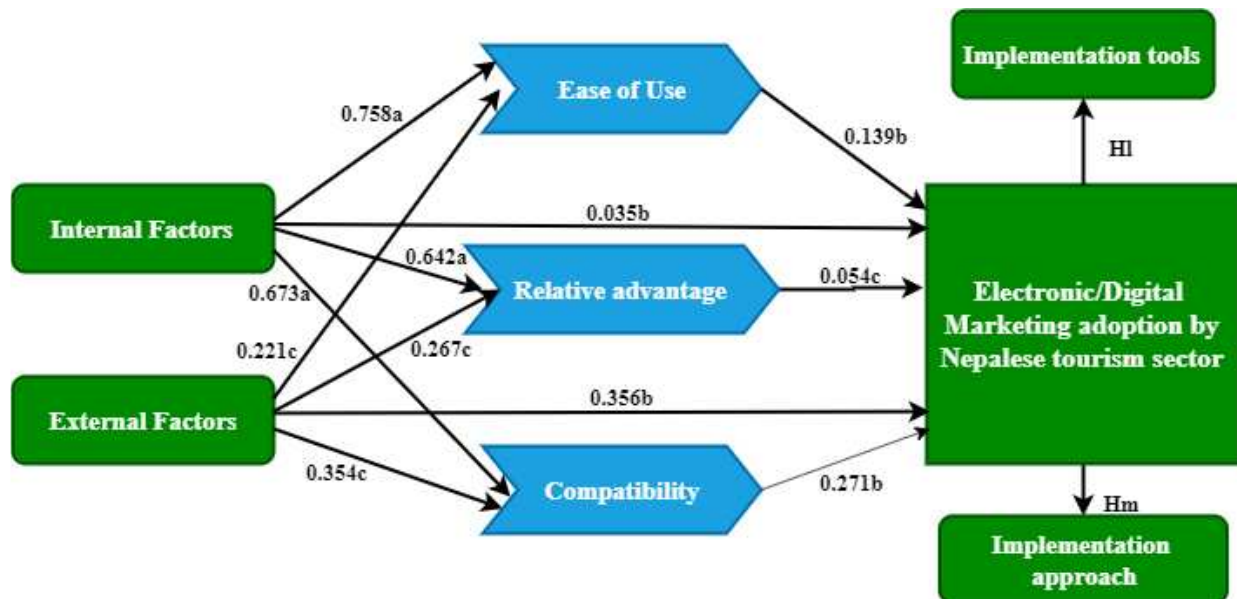 Implementation tools
Ease of Use
0.758a
0.139b
Hl
Internal Factors
0.035b
0.642a
Relative advantage
0.054c
0.673a
Electronic/Digital
Marketing adoption by
Nepalese tourism sector
0.221c
0.267c
External Factors
0.356b
0.354c
Compatibility
0.271b
Hm
Implementation
approach